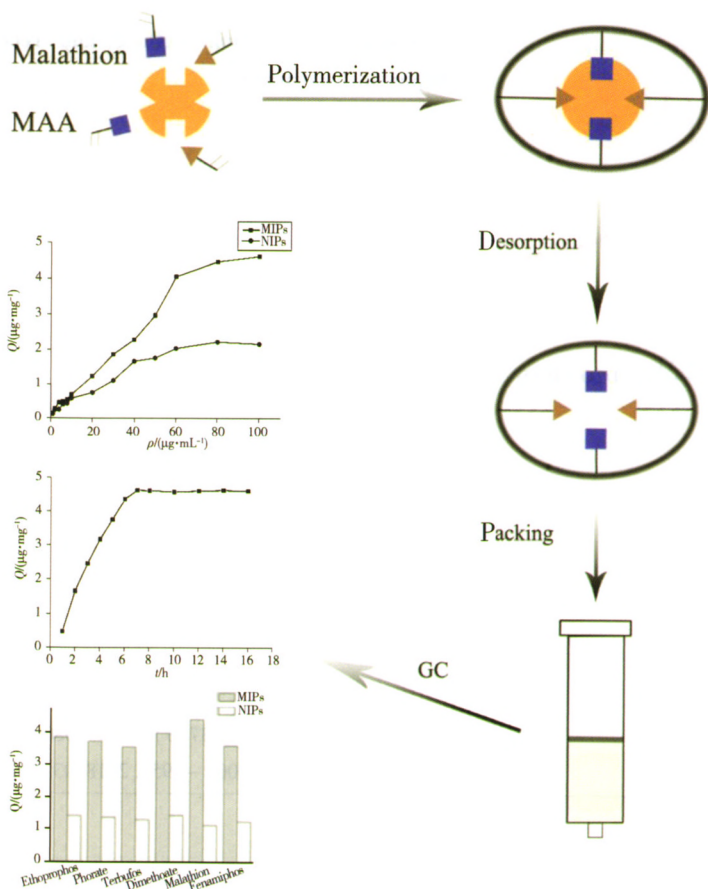 Malathion
MAA
Polymerization
Desorption
Packing
GC
MIPs
NIPs
5
4
3
2
1
0
Q/(μg•mg⁻¹)
0 20 40 60 80 100
ρ/(μg•mL⁻¹)
5
4
3
2
1
0
Q/(μg•mg⁻¹)
0 2 4 6 8 10 12 14 16 18
t/h
MIPs
NIPs
4
3
2
1
0
Q/(μg•mg⁻¹)
Ethoprophos
Phorate
Terbufos
Dimethoate
Malathion
Fenamiphos